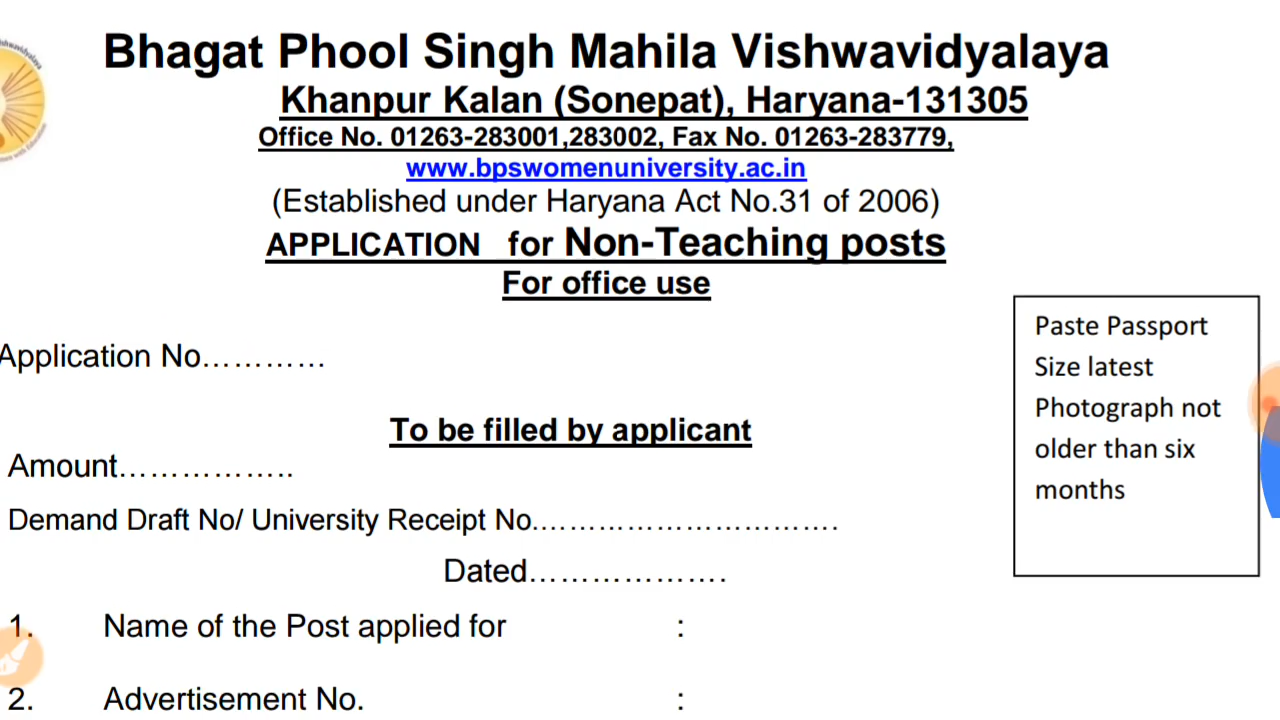 Bhagat Phool Singh Mahila Vishwavidyalaya
Khanpur Kalan (Sonepat), Haryana-131305
Office No. 01263-283001,283002, Fax No. 01263-283779,
www.bpswomenuniversity.ac.in
(Established under Haryana Act No.31 of 2006)
APPLICATION for Non-Teaching posts
For office use
Paste Passport
Size latest
Photograph not
older than six
months
Application No…………
To be filled by applicant
Amount……………..
Demand Draft No/ University Receipt No.……………………….
Dated……………….
1. Name of the Post applied for :
2. Advertisement No. :